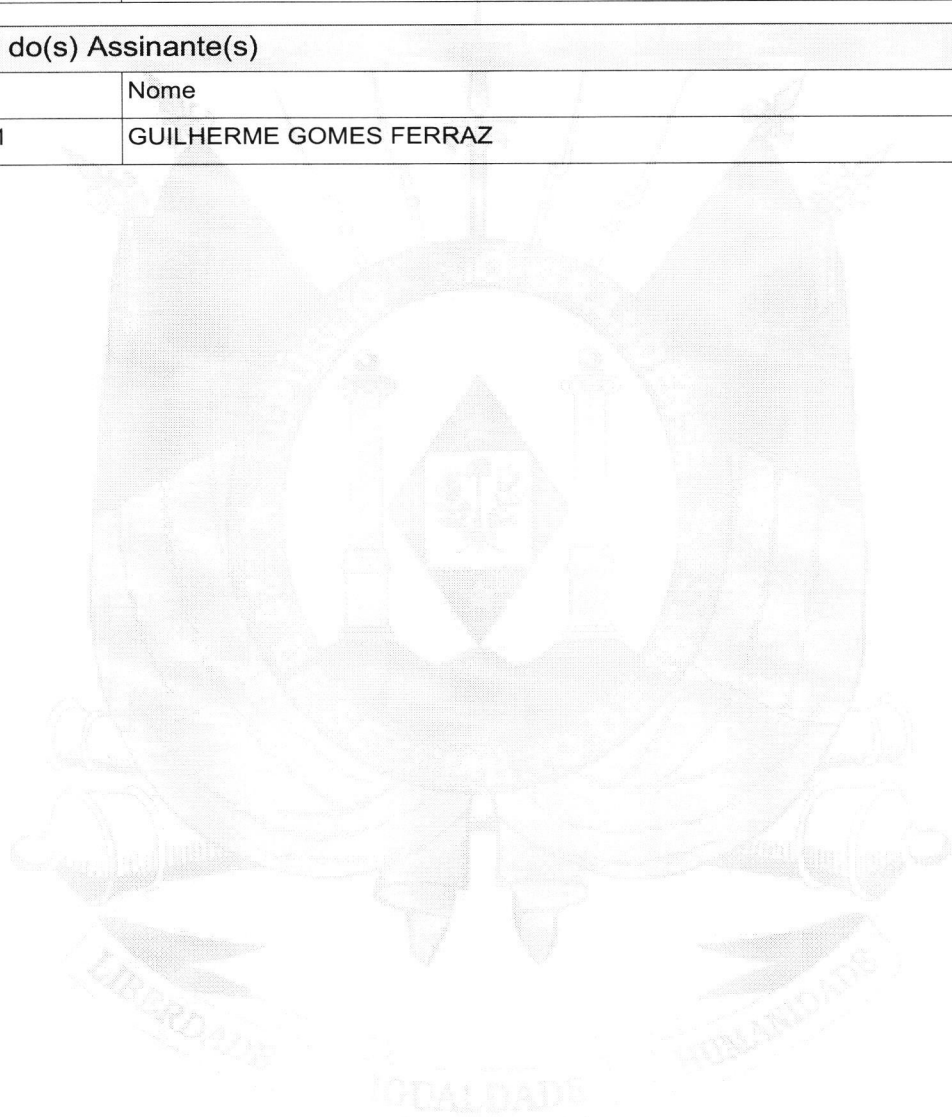 do(s) Assinante(s)
Nome
GUILHERME GOMES FERRAZ
LIBERDADE
IGUALDADE
HUMANIDADE